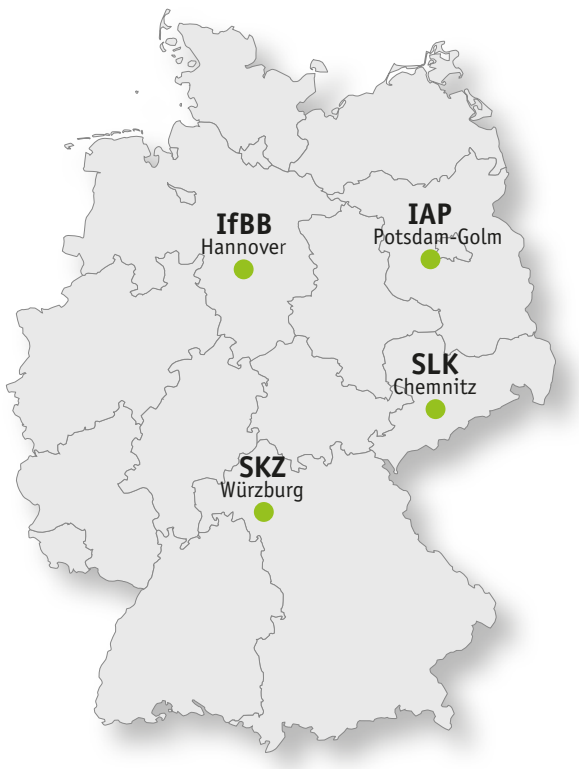 IfBB
Hannover
IAP
Potsdam-Golm
SLK
Chemnitz
SKZ
Würzburg